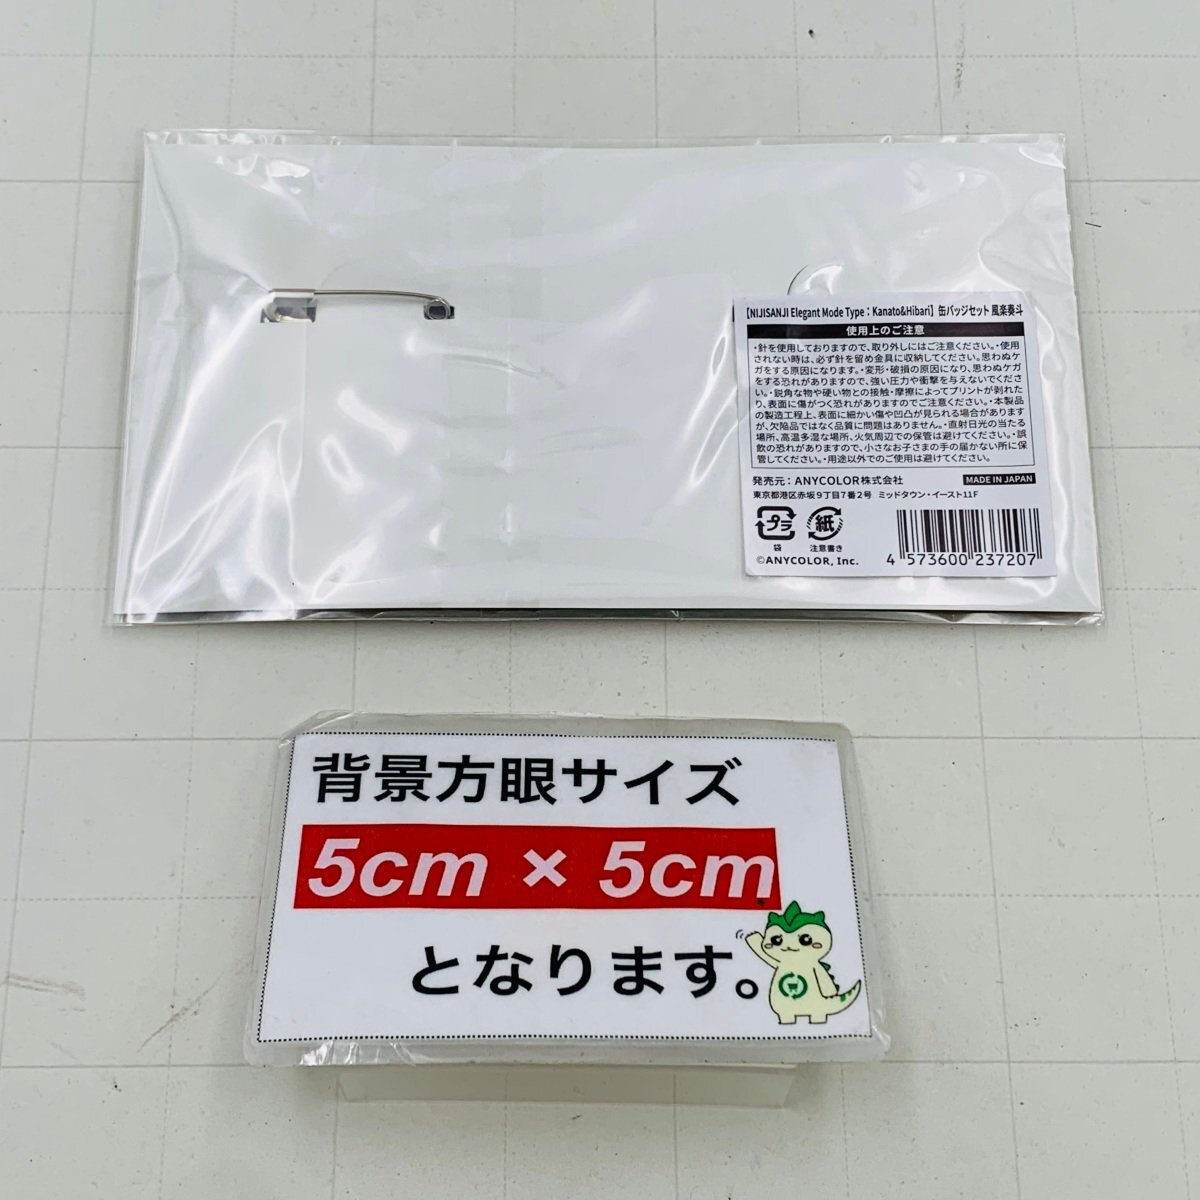 【NIJISANJI Elegant Mode Type：Kanato&Hibari】缶バッジセット 風楽奏斗
使用上のご注意
・針を使用しておりますので、取り外しにはご注意ください。・使用
されない時は、必ず針を留め金具に収納してください。思わぬケ
ガをする原因になります。・変形・破損の原因になり、思わぬケガ
をする恐れがありますので、強い圧力や衝撃を与えないでくださ
い。・鋭角な物や硬い物との接触・摩擦によってプリントが剥れた
り、表面に傷がつく恐れがありますのでご注意ください。・本製品
の製造工程上、表面に細かい傷や凹凸が見られる場合があります
が、欠陥品ではなく品質に問題はありません。・直射日光の当たる
場所、高温多湿な場所、火気周辺での保管は避けてください。・誤
飲の恐れがありますので、小さなお子さまの手の届かない所に保
管してください。・用途以外でのご使用は避けてください。
発売元：ANYCOLOR株式会社 MADE IN JAPAN
東京都港区赤坂9丁目7番2号 ミッドタウン・イースト11F
プラ 紙
袋 注意書き
©ANYCOLOR, Inc. 4 573600 237207
背景方眼サイズ
5cm × 5cm
となります。